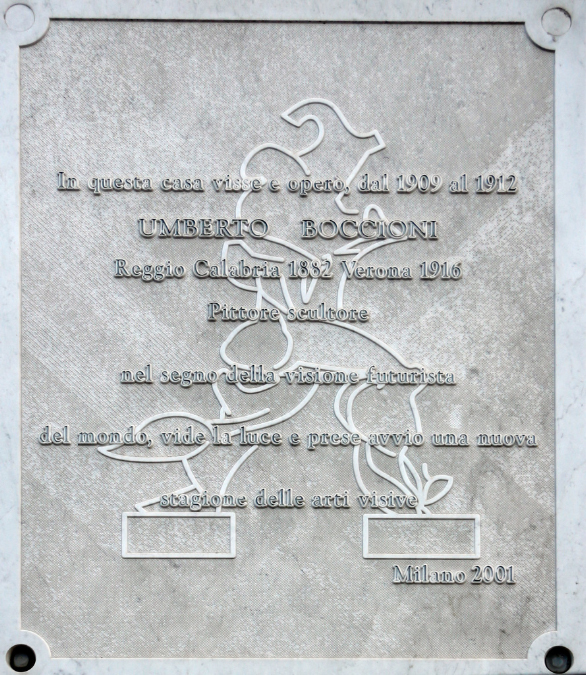 In questa casa visse e operò, dal 1909 al 1912
UMBERTO BOCCIONI
Reggio Calabria 1882 Verona 1916
Pittore scultore
nel segno della visione futurista
del mondo, vide la luce e prese avvio una nuova
stagione delle arti visive
Milano 2001